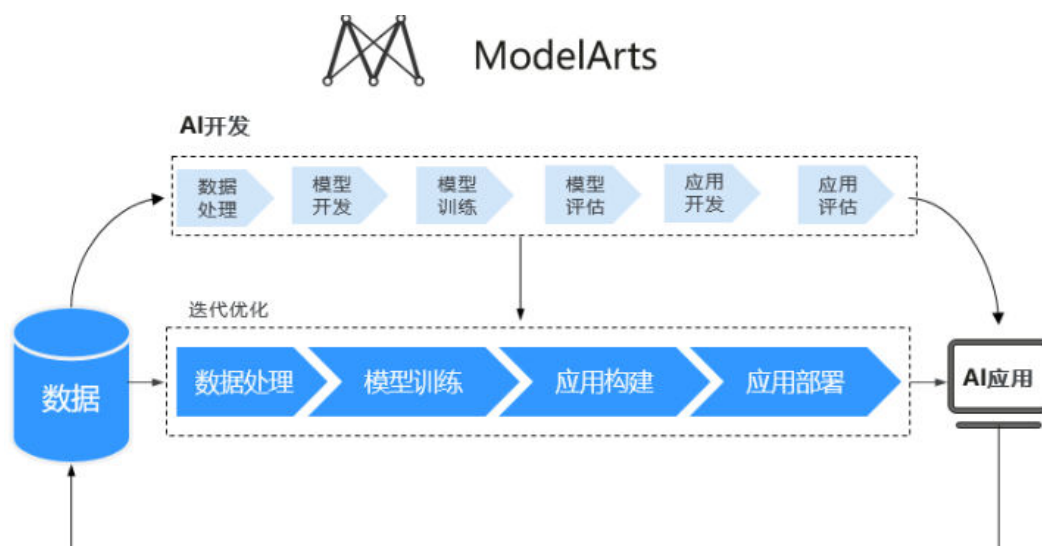 ModelArts
AI开发
数据
处理
模型
开发
模型
训练
模型
评估
应用
开发
应用
评估
迭代优化
数据
数据处理
模型训练
应用构建
应用部署
AI应用